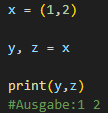 x = (1,2)
y, z = x
print(y,z)
#Ausgabe:1 2